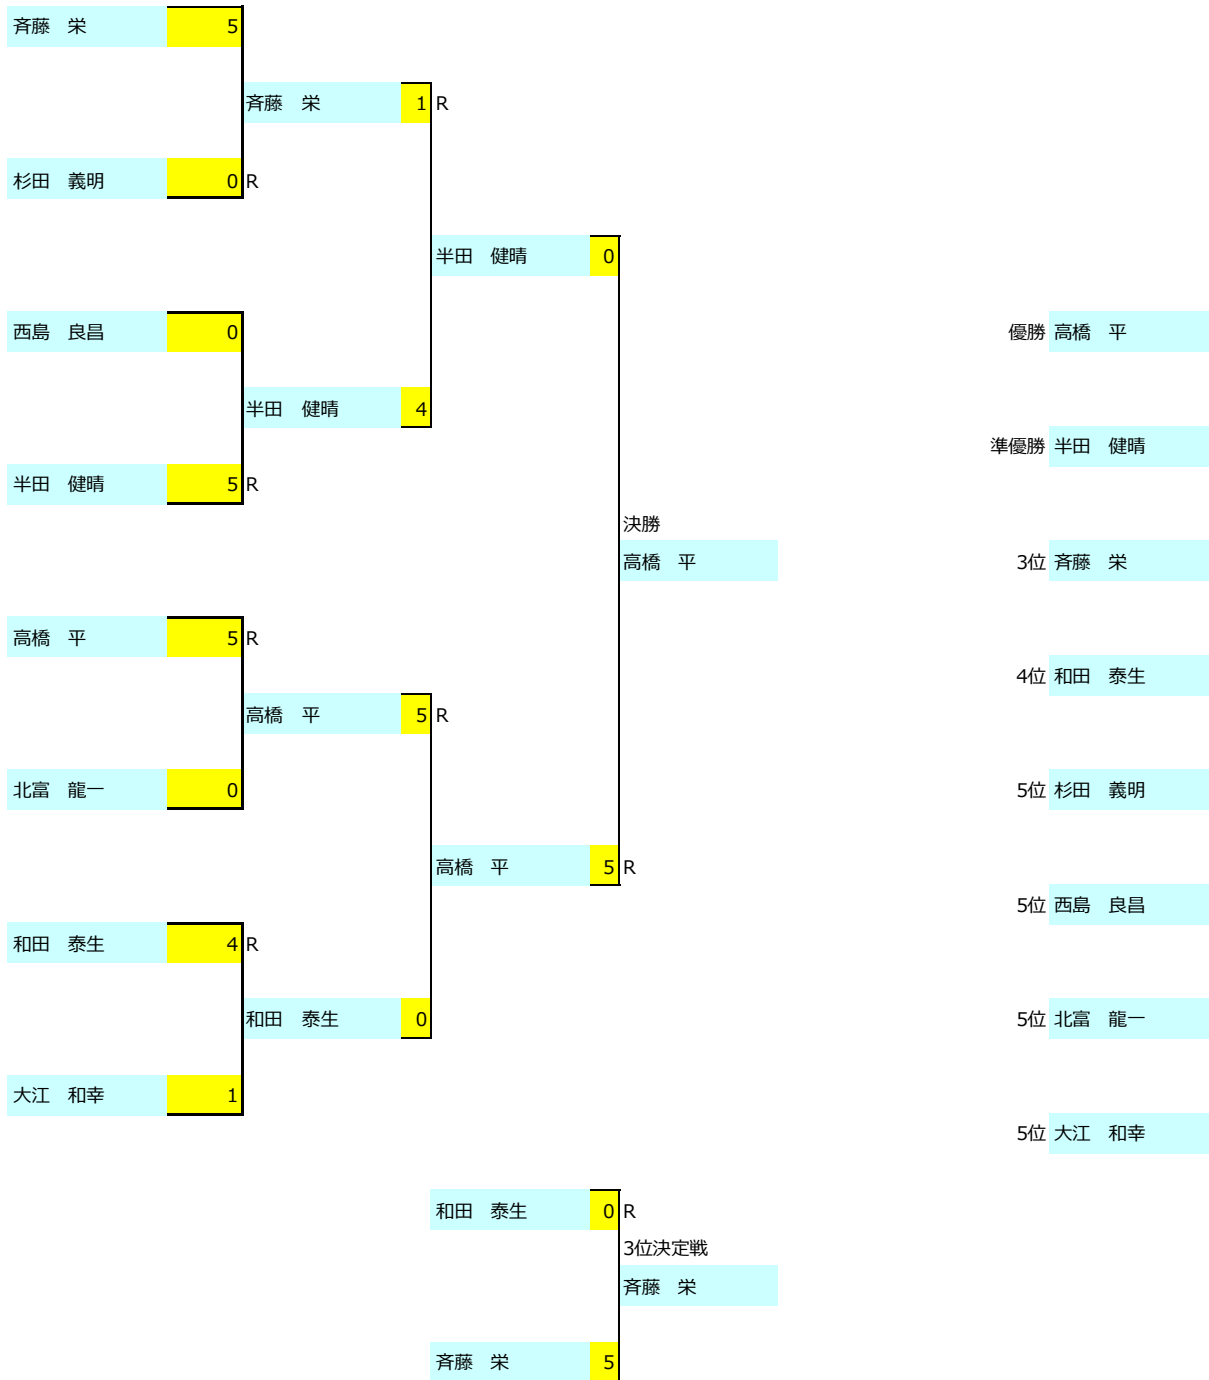 斉藤　栄 5
斉藤　栄 1 R
杉田　義明 0 R
半田　健晴 0
西島　良昌 0
優勝 高橋　平
半田　健晴 4
準優勝 半田　健晴
半田　健晴 5 R
決勝
高橋　平
3位 斉藤　栄
高橋　平 5 R
4位 和田　泰生
高橋　平 5 R
北富　龍一 0
5位 杉田　義明
高橋　平 5 R
5位 西島　良昌
和田　泰生 4 R
和田　泰生 0
5位 北富　龍一
大江　和幸 1
5位 大江　和幸
和田　泰生 0 R
3位決定戦
斉藤　栄
斉藤　栄 5